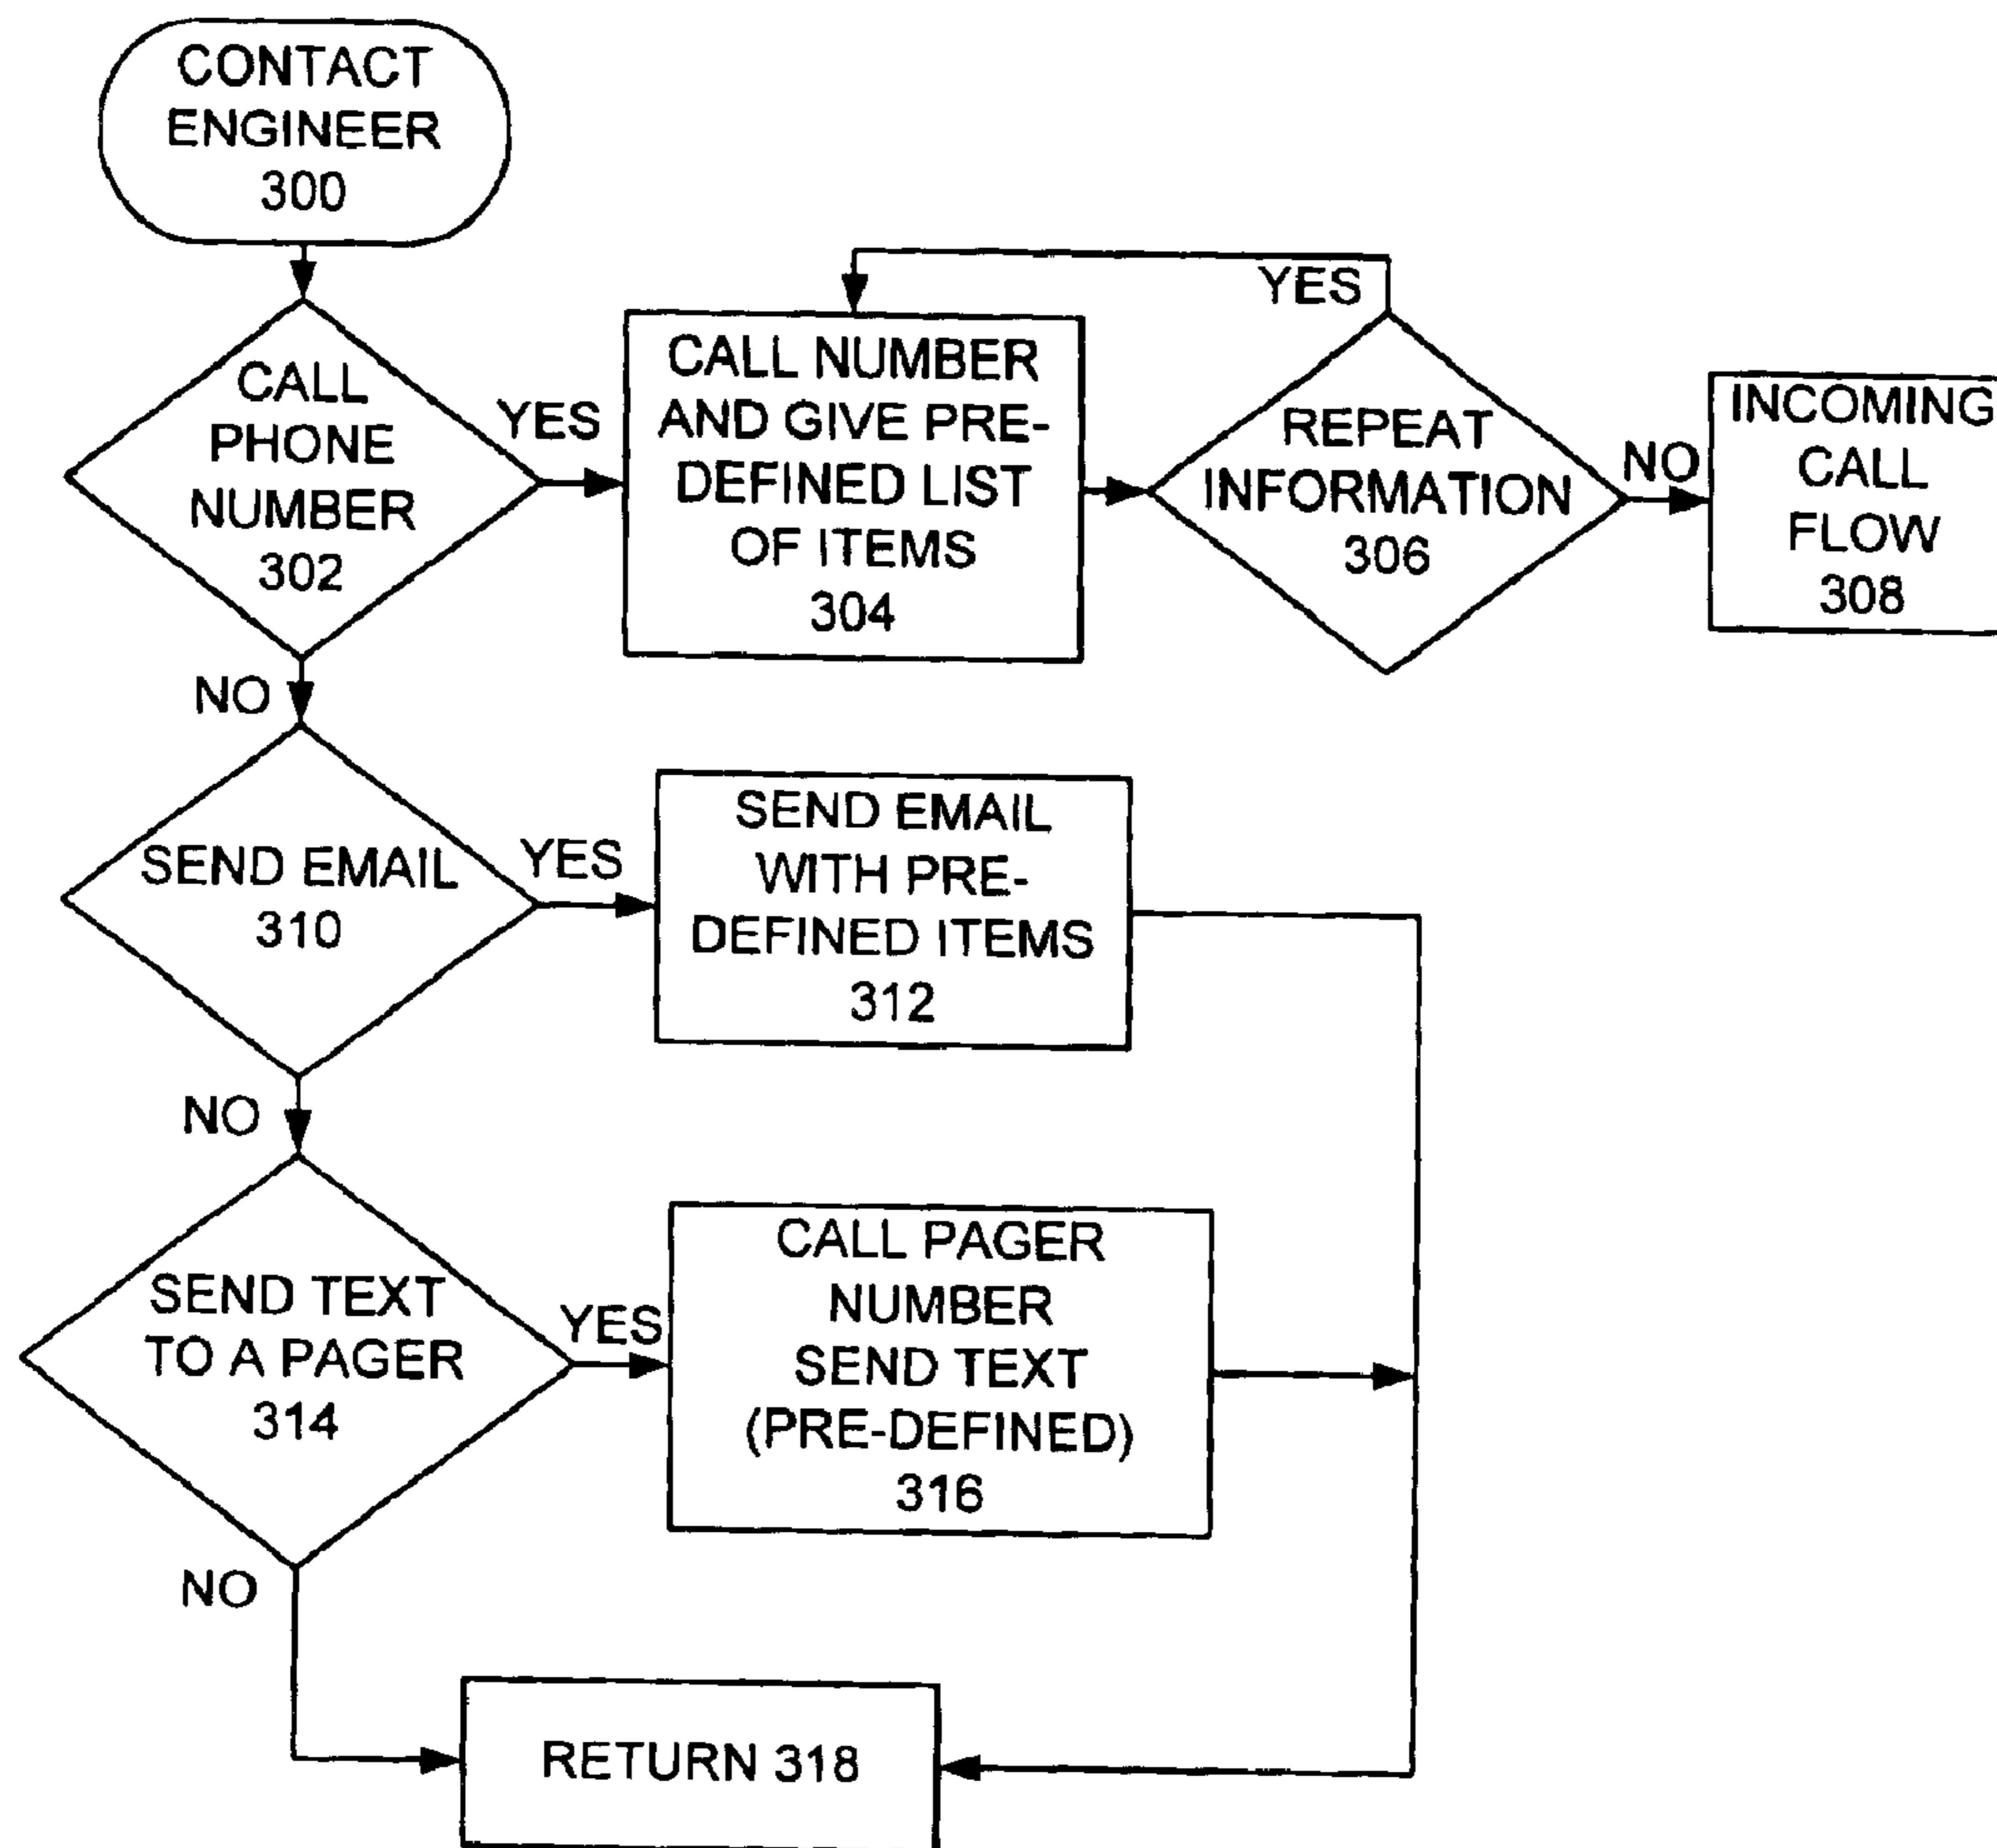 CONTACT
ENGINEER
300
YES
CALL
PHONE
NUMBER
302
YES
CALL NUMBER
AND GIVE PRE-
DEFINED LIST
OF ITEMS
304
REPEAT
INFORMATION
306
NO
INCOMING
CALL
FLOW
308
NO
SEND EMAIL
310
YES
SEND EMAIL
WITH PRE-
DEFINED ITEMS
312
NO
SEND TEXT
TO A PAGER
314
YES
CALL PAGER
NUMBER
SEND TEXT
(PRE-DEFINED)
316
NO
RETURN 318